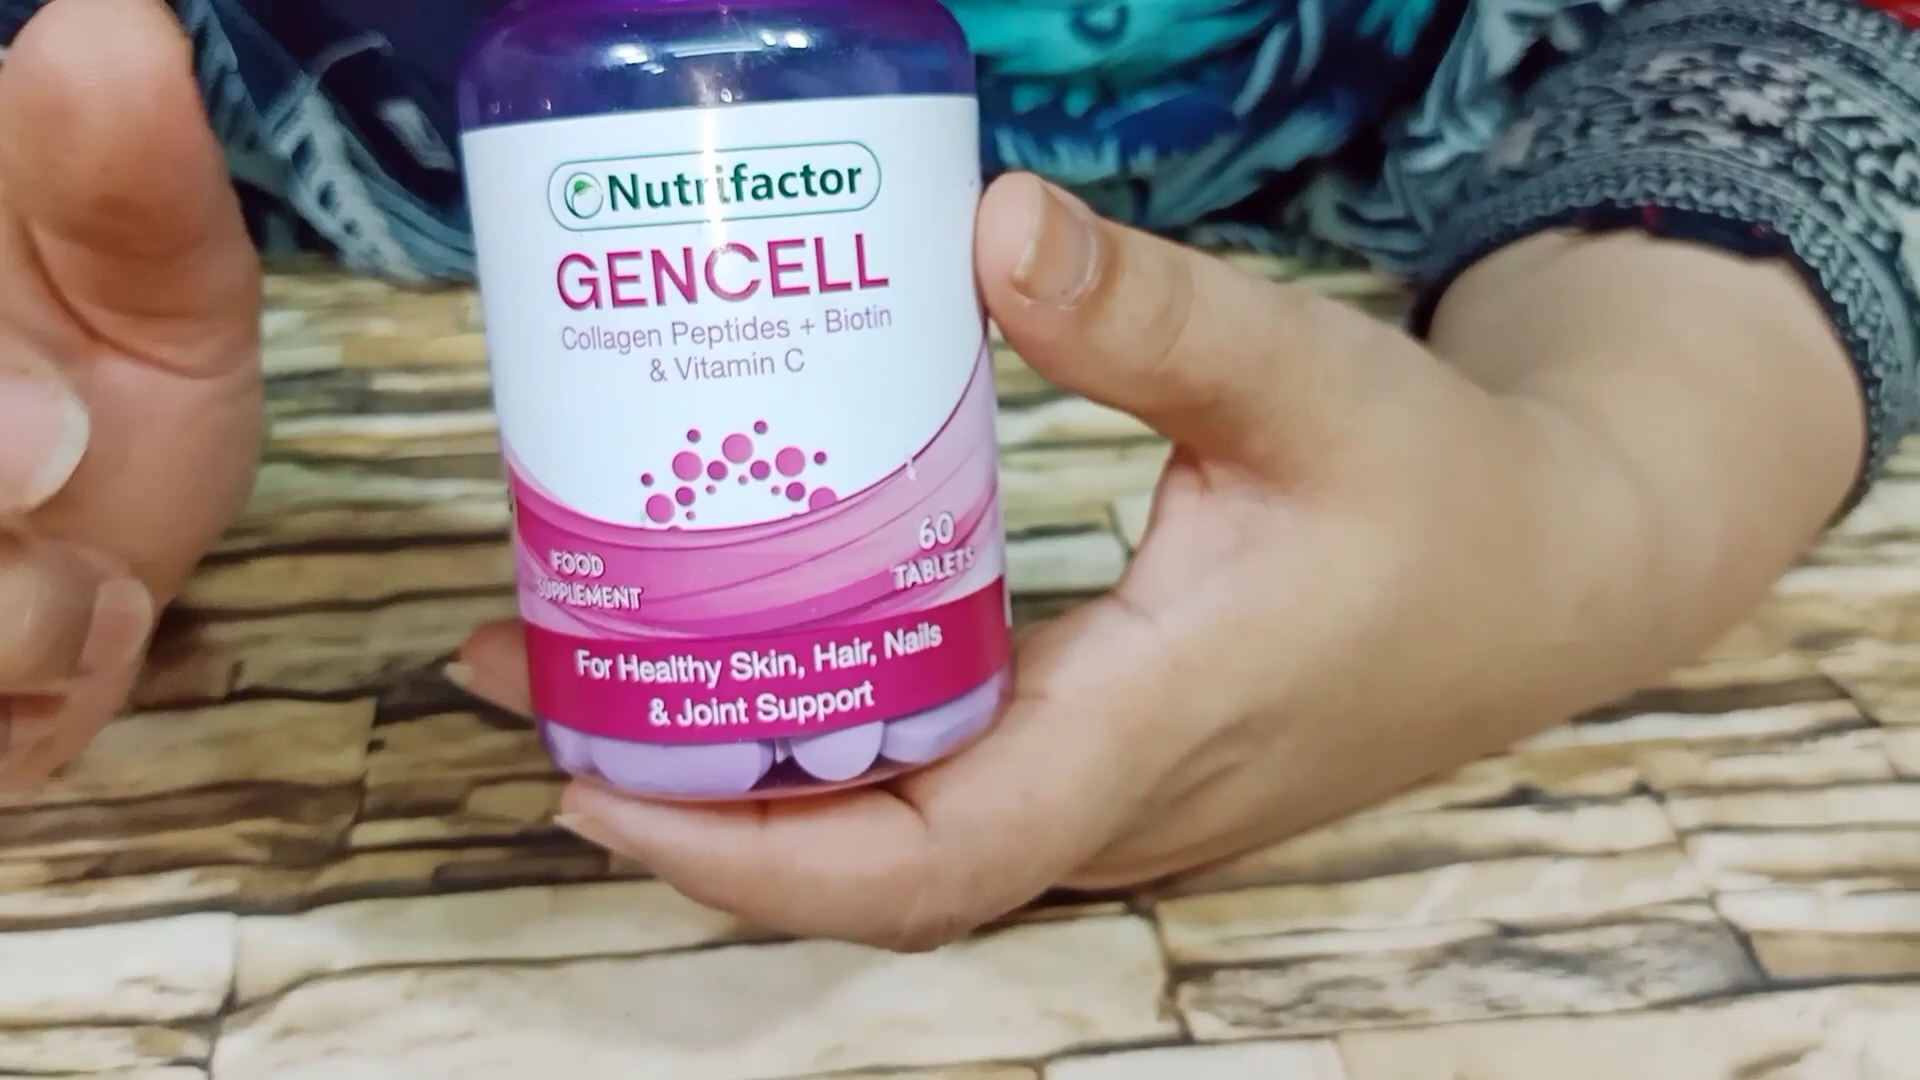 Nutrifactor
GENCELL
Collagen Peptides + Biotin
& Vitamin C
FOOD
SUPPLEMENT
60
TABLETS
For Healthy Skin, Hair, Nails
& Joint Support